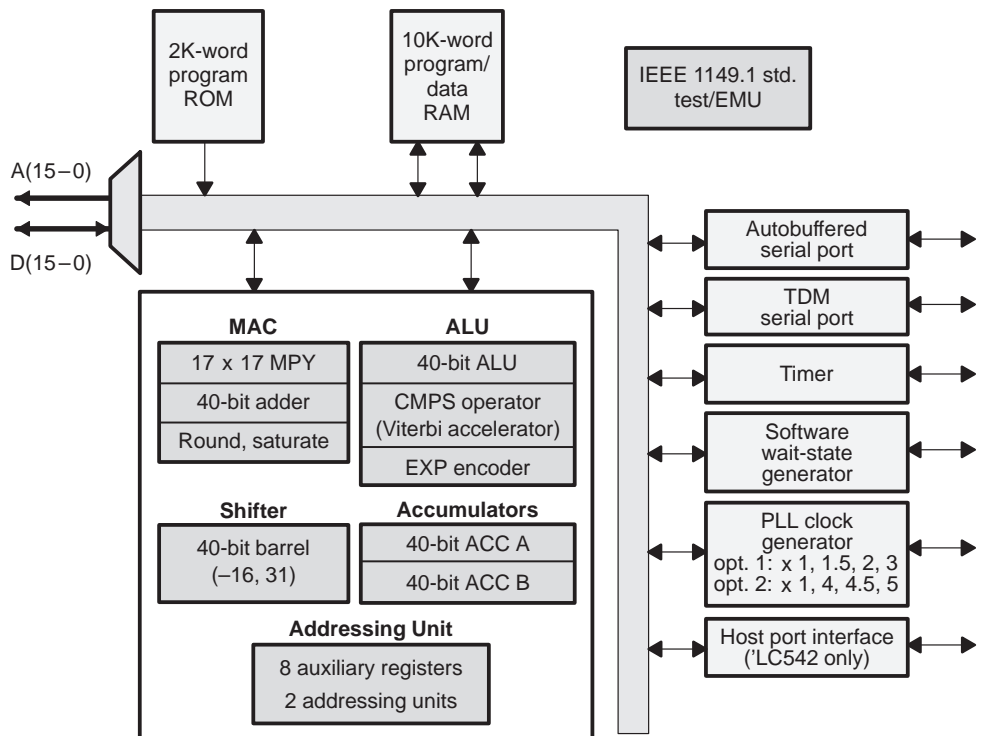 2K-word
program
ROM
10K-word
program/
data
RAM
IEEE 1149.1 std.
test/EMU
A(15–0)
D(15–0)
MAC
17 x 17 MPY
40-bit adder
Round, saturate
ALU
40-bit ALU
CMPS operator
(Viterbi accelerator)
EXP encoder
Shifter
40-bit barrel
(–16, 31)
Accumulators
40-bit ACC A
40-bit ACC B
Addressing Unit
8 auxiliary registers
2 addressing units
Autobuffered
serial port
TDM
serial port
Timer
Software
wait-state
generator
PLL clock
generator
opt. 1: x 1, 1.5, 2, 3
opt. 2: x 1, 4, 4.5, 5
Host port interface
('LC542 only)